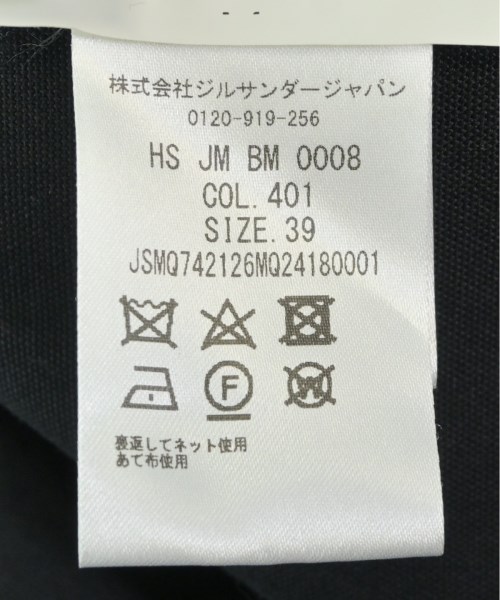 株式会社ジルサンダージャパン
0120-919-256
HS JM BM 0008
COL.401
SIZE.39
JSMQ742126MQ24180001
F W
裏返してネット使用
あて布使用